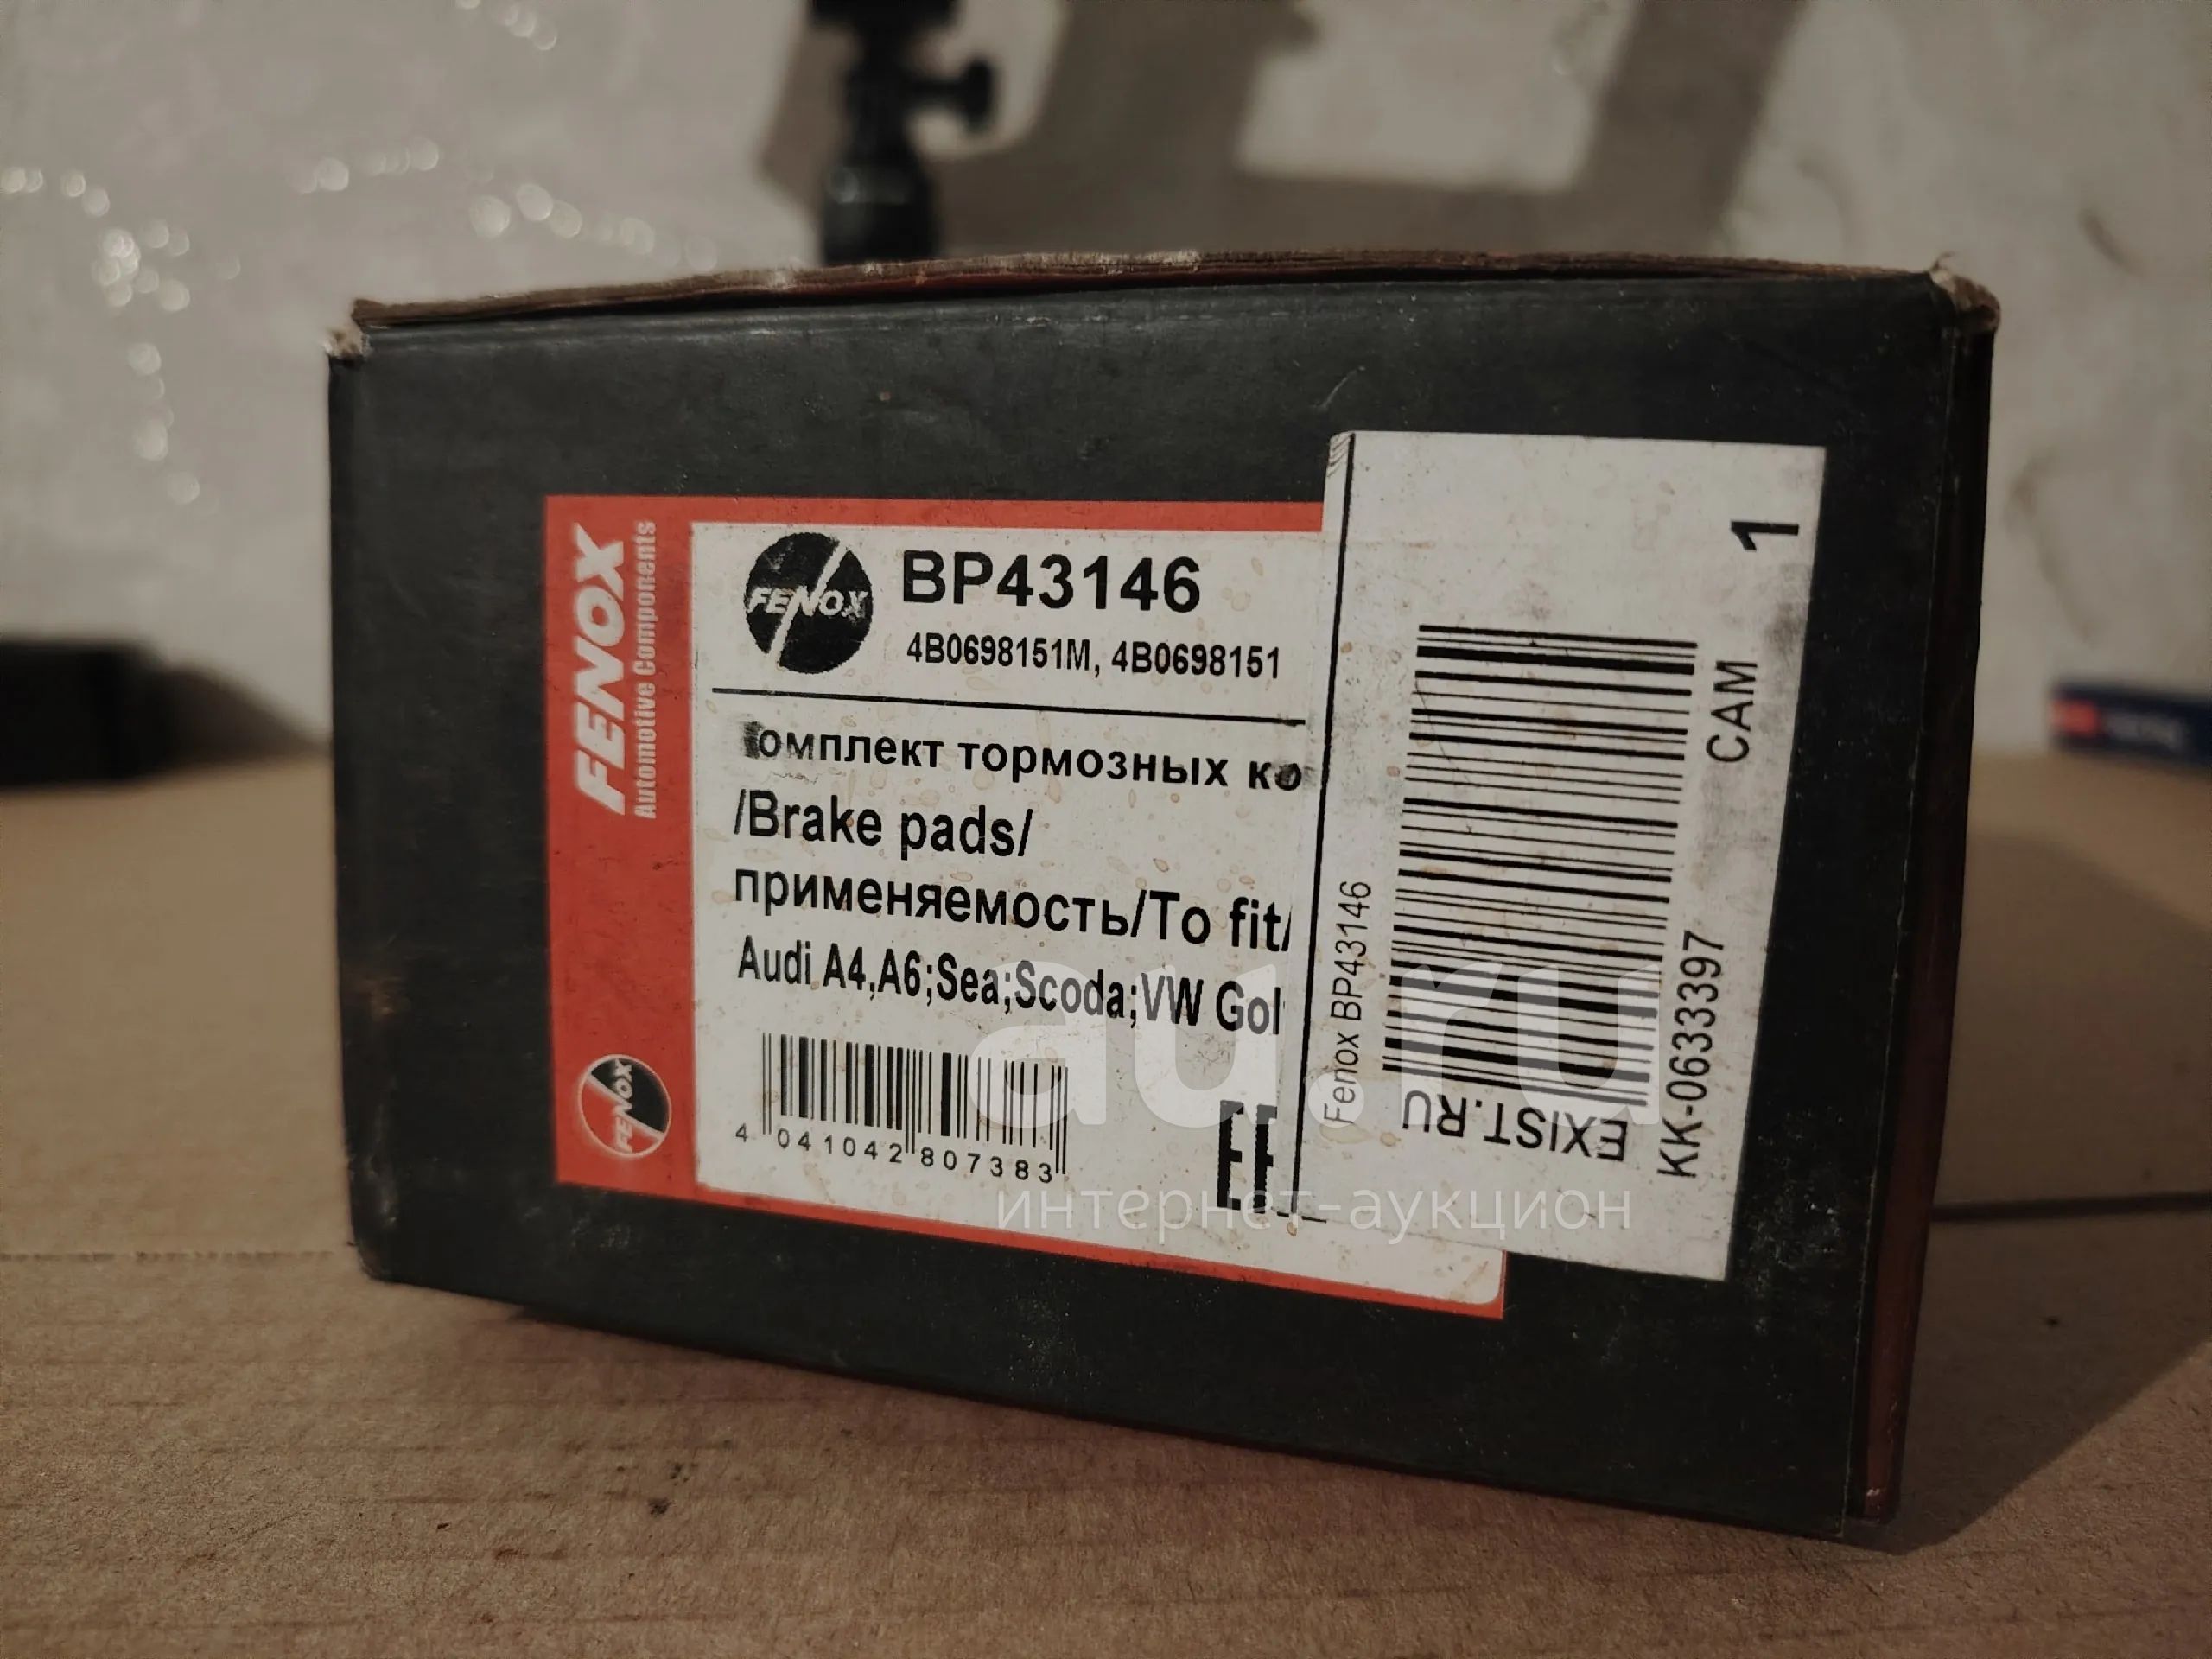 FENOX
Automotive Components
FENOX
FENOX
BP43146
4B0698151M, 4B0698151
Комплект тормозных ко
/Brake pads/
применяемость/To fit/
Audi A4,A6;Sea;Scoda;VW Gol
4 041042 807383
Fenox BP43146
EXIST.RU
KK-0633397
CAM
1
au.ru
интернет-аукцион